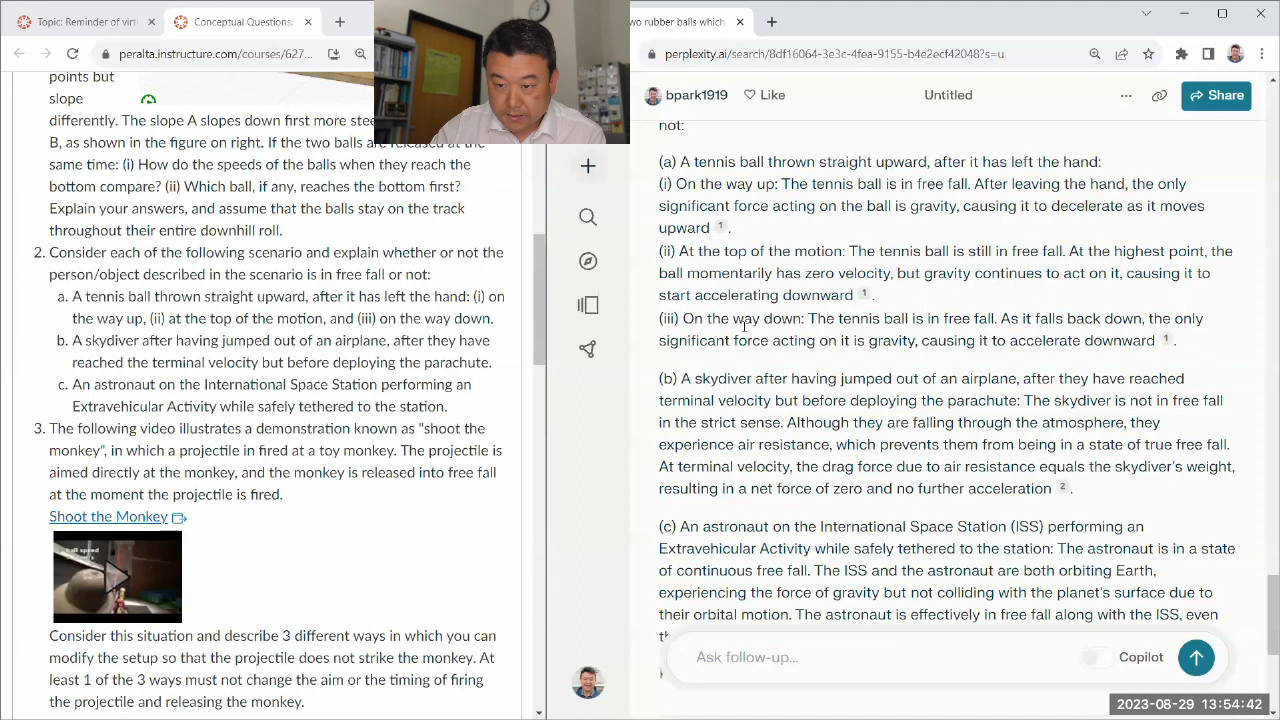 Topic: Reminder of virt
Conceptual Questions:
wo rubber balls which
peralta.instructure.com/courses/627...
perplexity.ai/search/8df16064-3e3c-4fea-9155-b4e2ecf42048?s=u
points but
slope
differently. The slope A slopes down first more stee
B, as shown in the figure on right. If the two balls are released at the
same time: (i) How do the speeds of the balls when they reach the
bottom compare? (ii) Which ball, if any, reaches the bottom first?
Explain your answers, and assume that the balls stay on the track
throughout their entire downhill roll.
2. Consider each of the following scenario and explain whether or not the
person/object described in the scenario is in free fall or not:
a. A tennis ball thrown straight upward, after it has left the hand: (i) on
the way up, (ii) at the top of the motion, and (iii) on the way down.
b. A skydiver after having jumped out of an airplane, after they have
reached the terminal velocity but before deploying the parachute.
c. An astronaut on the International Space Station performing an
Extravehicular Activity while safely tethered to the station.
3. The following video illustrates a demonstration known as "shoot the
monkey", in which a projectile in fired at a toy monkey. The projectile is
aimed directly at the monkey, and the monkey is released into free fall
at the moment the projectile is fired.
Shoot the Monkey
ball speed
Consider this situation and describe 3 different ways in which you can
modify the setup so that the projectile does not strike the monkey. At
least 1 of the 3 ways must not change the aim or the timing of firing
the projectile and releasing the monkey.
bpark1919
Like
Untitled
Share
not:
(a) A tennis ball thrown straight upward, after it has left the hand:
(i) On the way up: The tennis ball is in free fall. After leaving the hand, the only
significant force acting on the ball is gravity, causing it to decelerate as it moves
upward 1.
(ii) At the top of the motion: The tennis ball is still in free fall. At the highest point, the
ball momentarily has zero velocity, but gravity continues to act on it, causing it to
start accelerating downward 1.
(iii) On the way down: The tennis ball is in free fall. As it falls back down, the only
significant force acting on it is gravity, causing it to accelerate downward 1.
(b) A skydiver after having jumped out of an airplane, after they have reached
terminal velocity but before deploying the parachute: The skydiver is not in free fall
in the strict sense. Although they are falling through the atmosphere, they
experience air resistance, which prevents them from being in a state of true free fall.
At terminal velocity, the drag force due to air resistance equals the skydiver's weight,
resulting in a net force of zero and no further acceleration 2.
(c) An astronaut on the International Space Station (ISS) performing an
Extravehicular Activity while safely tethered to the station: The astronaut is in a state
of continuous free fall. The ISS and the astronaut are both orbiting Earth,
experiencing the force of gravity but not colliding with the planet's surface due to
their orbital motion. The astronaut is effectively in free fall along with the ISS, even
Ask follow-up...
Copilot
2023-08-29 13:54:42